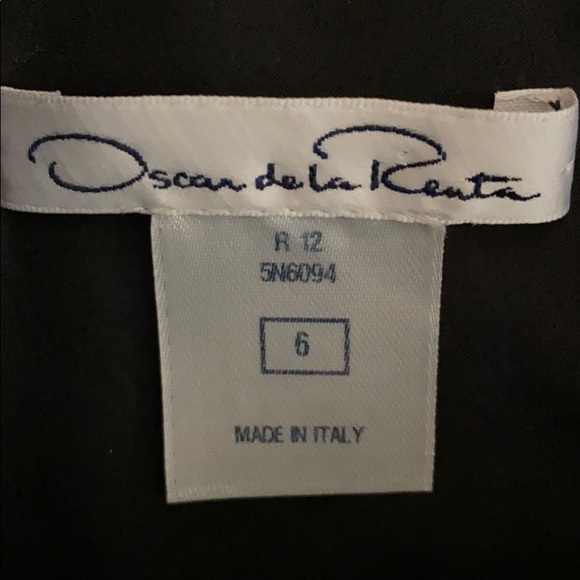 Oscar de la Renta
R 12
5N6094
6
MADE IN ITALY